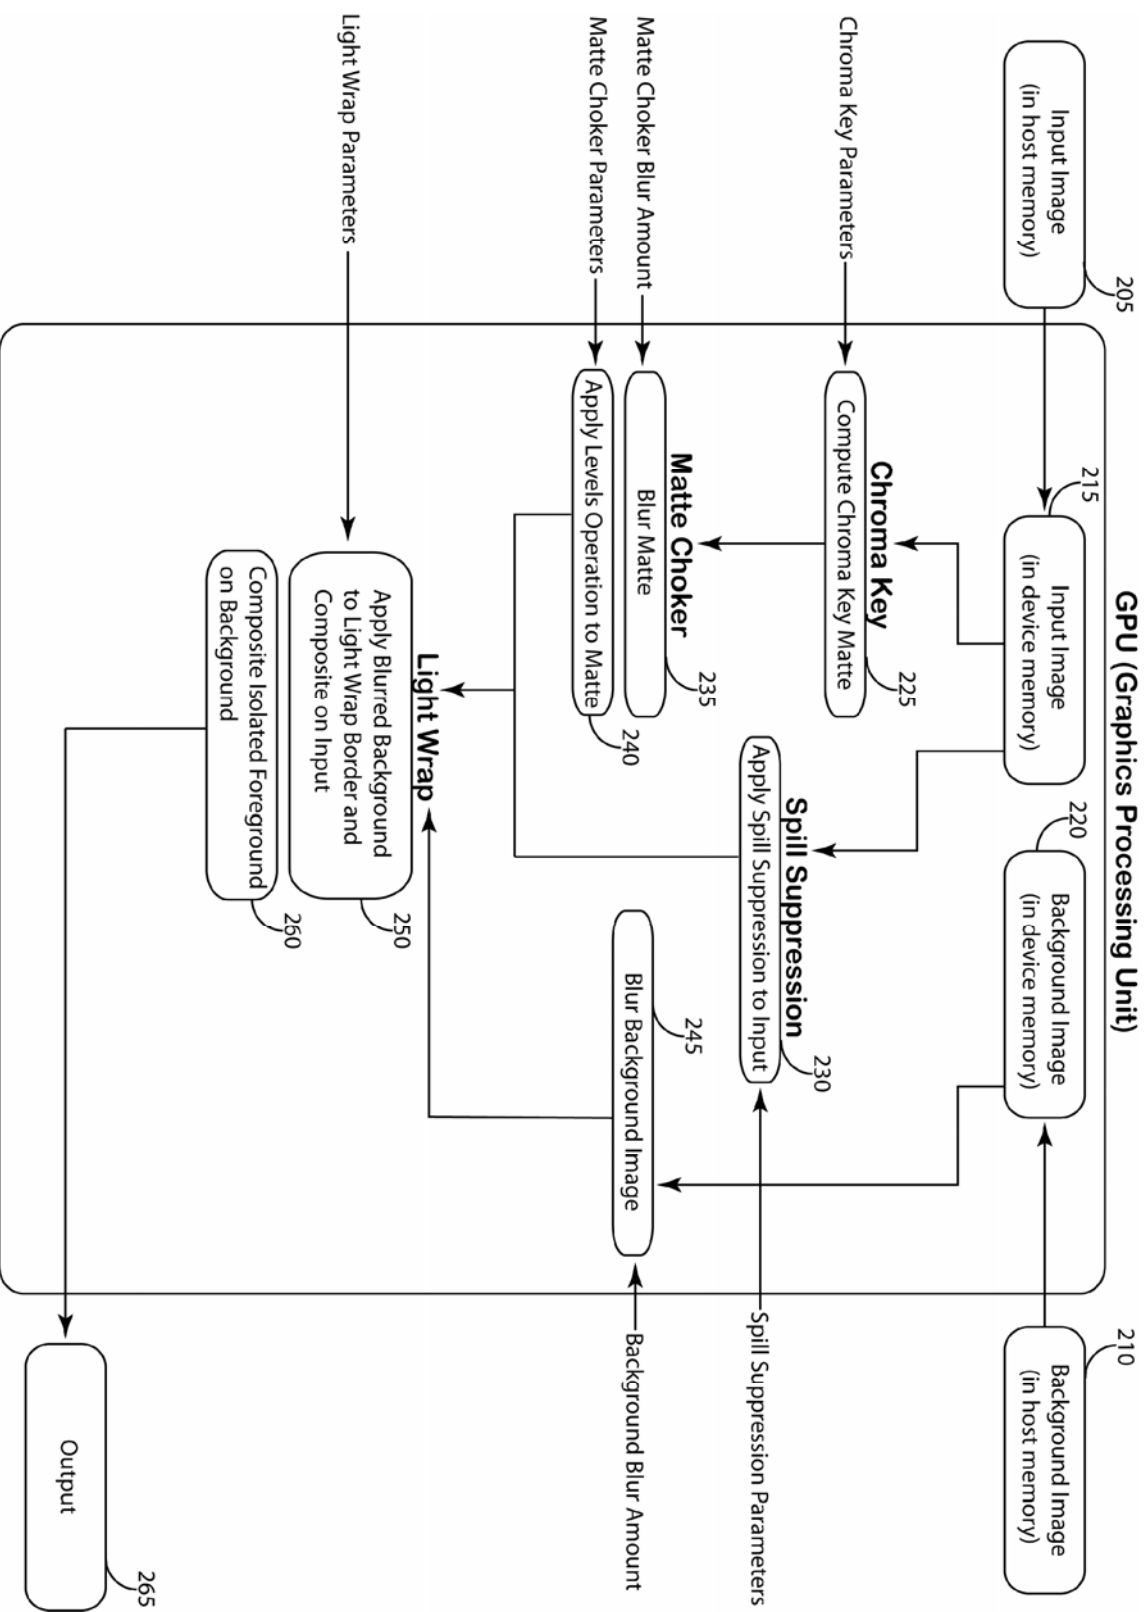 GPU (Graphics Processing Unit)
205
Input Image
(in host memory)
215
Input Image
(in device memory)
220
Background Image
(in device memory)
210
Background Image
(in host memory)
Chroma Key Parameters
Chroma Key
225
Compute Chroma Key Matte
Spill Suppression
230
Apply Spill Suppression to Input
Spill Suppression Parameters
Matte Choker
235
Matte Choker Blur Amount
Blur Matte
Matte Choker Parameters
Apply Levels Operation to Matte
240
245
Blur Background Image
Background Blur Amount
Light Wrap
Light Wrap Parameters
Apply Blurred Background
to Light Wrap Border and
Composite on Input
250
Composite Isolated Foreground
on Background
260
Output
265